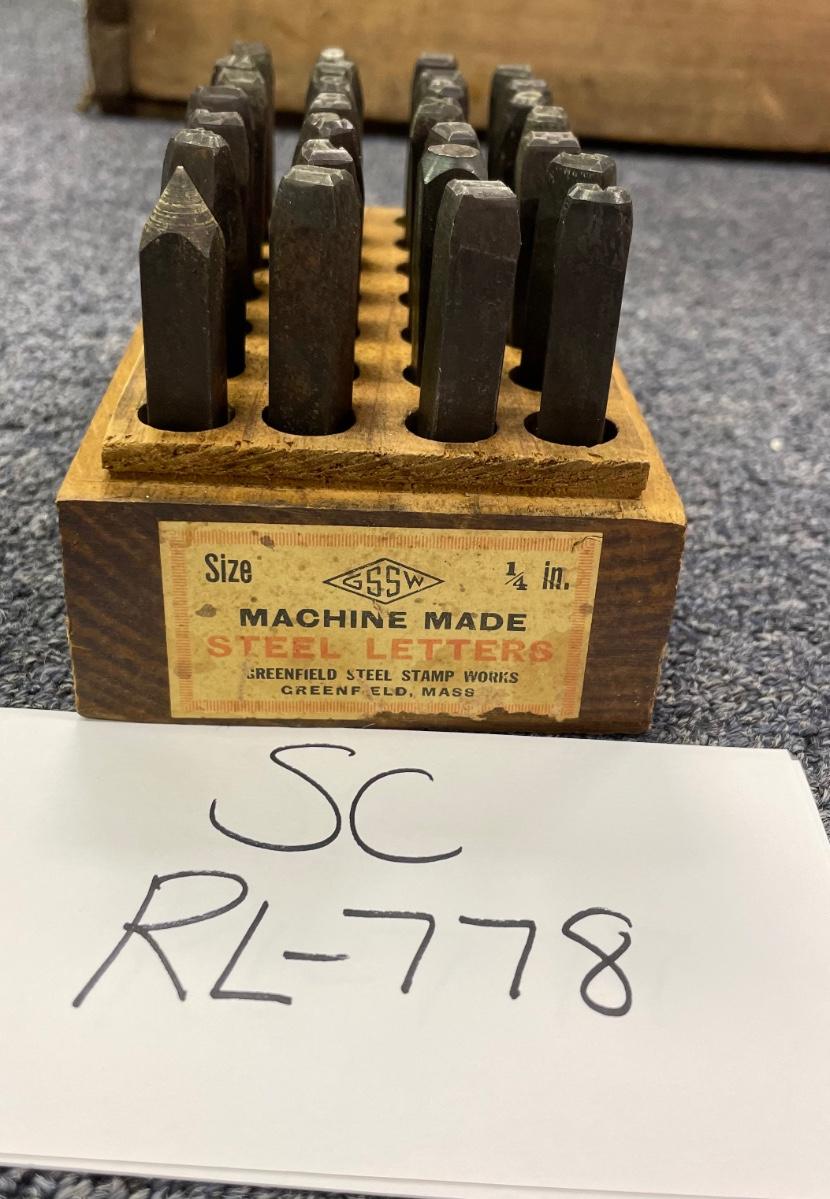 Size GSSW 1/4 in.
MACHINE MADE
STEEL LETTERS
GREENFIELD STEEL STAMP WORKS
GREENFIELD, MASS
SC
RL-778